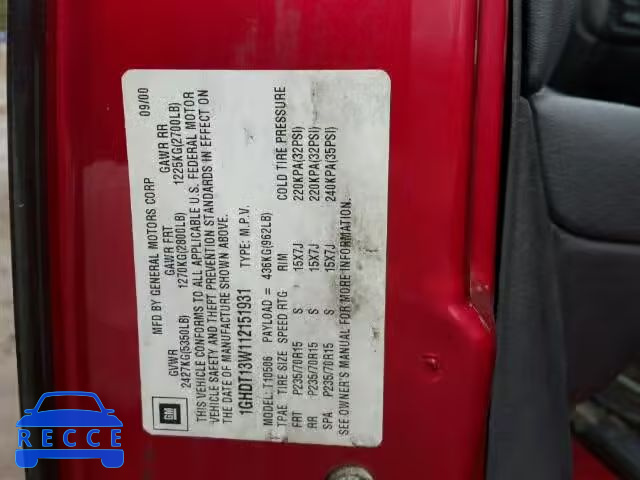 MFD BY GENERAL MOTORS CORP 09/00
GVWR GAWR FRT GAWR RR
2427KG(5350LB) 1270KG(2800LB) 1225KG(2700LB)
THIS VEHICLE CONFORMS TO ALL APPLICABLE U.S. FEDERAL MOTOR
VEHICLE SAFETY AND THEFT PREVENTION STANDARDS IN EFFECT ON
THE DATE OF MANUFACTURE SHOWN ABOVE.
1GHDT13W112151931 TYPE: M.P.V.
MODEL: T10506 PAYLOAD = 436KG(962LB)
TPAE TIRE SIZE SPEED RTG RIM COLD TIRE PRESSURE
FRT P235/70R15 S 15X7J 220KPA(32PSI)
RR P235/70R15 S 15X7J 220KPA(32PSI)
SPA P235/70R15 S 15X7J 240KPA(35PSI)
SEE OWNER'S MANUAL FOR MORE INFORMATION.
GM
RECCE